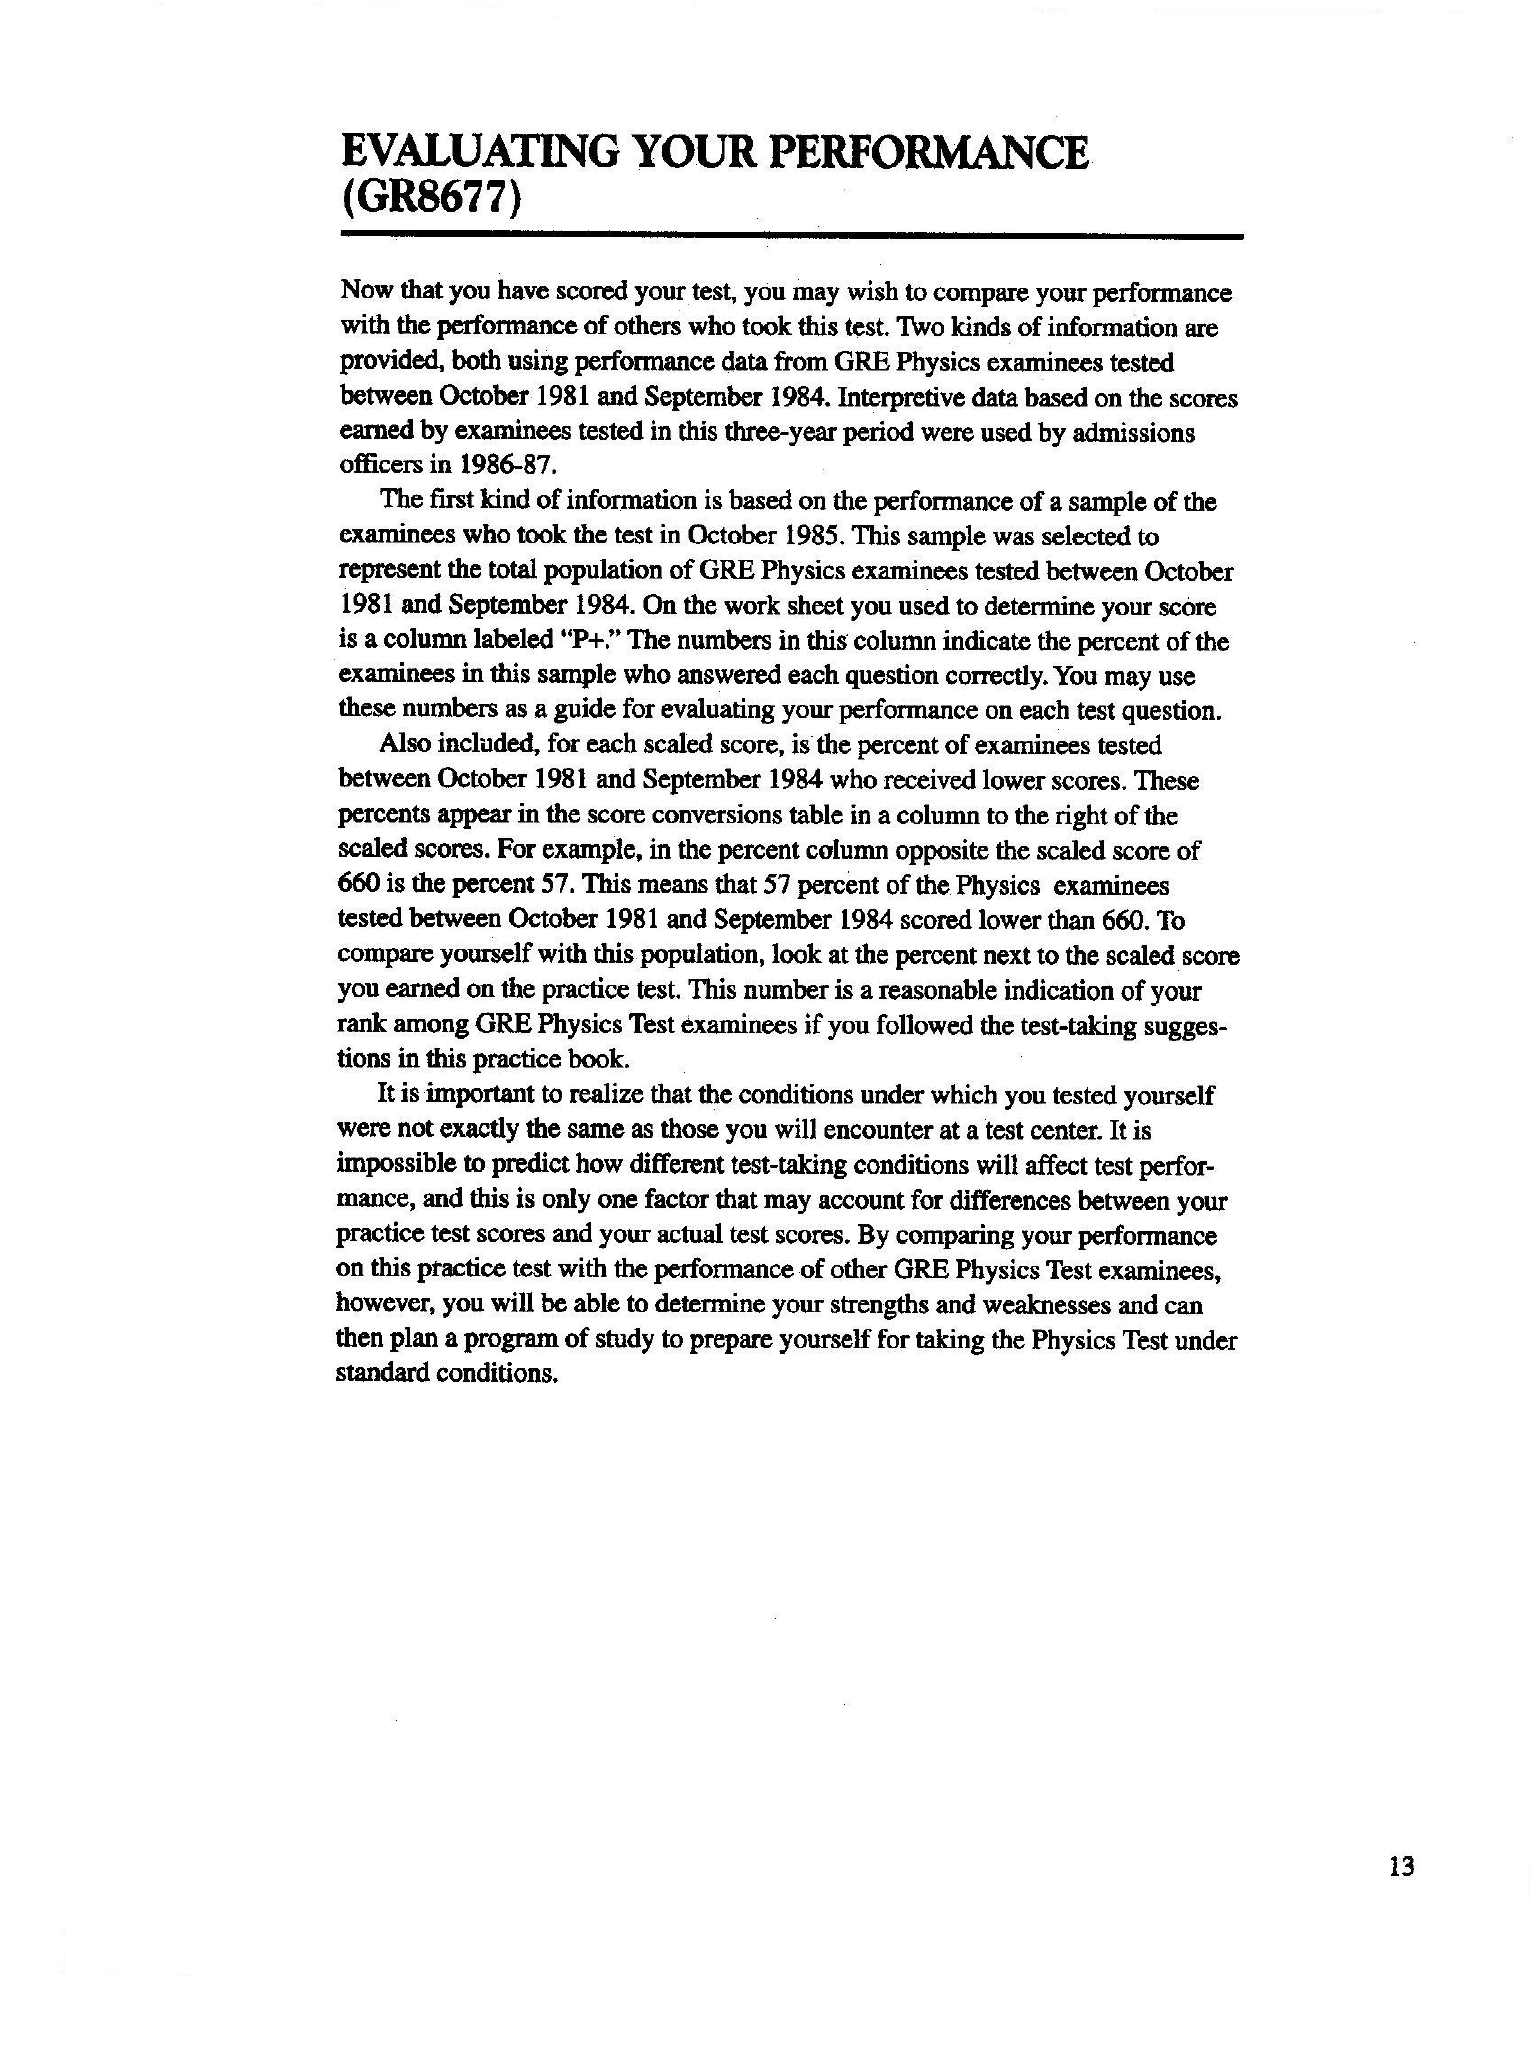 EVALUATING YOUR PERFORMANCE
(GR8677)
Now that you have scored your test, you may wish to compare your performance
with the performance of others who took this test. Two kinds of information are
provided, both using performance data from GRE Physics examinees tested
between October 1981 and September 1984. Interpretive data based on the scores
earned by examinees tested in this three-year period were used by admissions
officers in 1986-87.
The first kind of information is based on the performance of a sample of the
examinees who took the test in October 1985. This sample was selected to
represent the total population of GRE Physics examinees tested between October
1981 and September 1984. On the work sheet you used to determine your score
is a column labeled “P+.” The numbers in this column indicate the percent of the
examinees in this sample who answered each question correctly. You may use
these numbers as a guide for evaluating your performance on each test question.
Also included, for each scaled score, is the percent of examinees tested
between October 1981 and September 1984 who received lower scores. These
percents appear in the score conversions table in a column to the right of the
scaled scores. For example, in the percent column opposite the scaled score of
660 is the percent 57. This means that 57 percent of the Physics examinees
tested between October 1981 and September 1984 scored lower than 660. To
compare yourself with this population, look at the percent next to the scaled score
you earned on the practice test. This number is a reasonable indication of your
rank among GRE Physics Test examinees if you followed the test-taking sugges-
tions in this practice book.
It is important to realize that the conditions under which you tested yourself
were not exactly the same as those you will encounter at a test center. It is
impossible to predict how different test-taking conditions will affect test perfor-
mance, and this is only one factor that may account for differences between your
practice test scores and your actual test scores. By comparing your performance
on this practice test with the performance of other GRE Physics Test examinees,
however, you will be able to determine your strengths and weaknesses and can
then plan a program of study to prepare yourself for taking the Physics Test under
standard conditions.
13